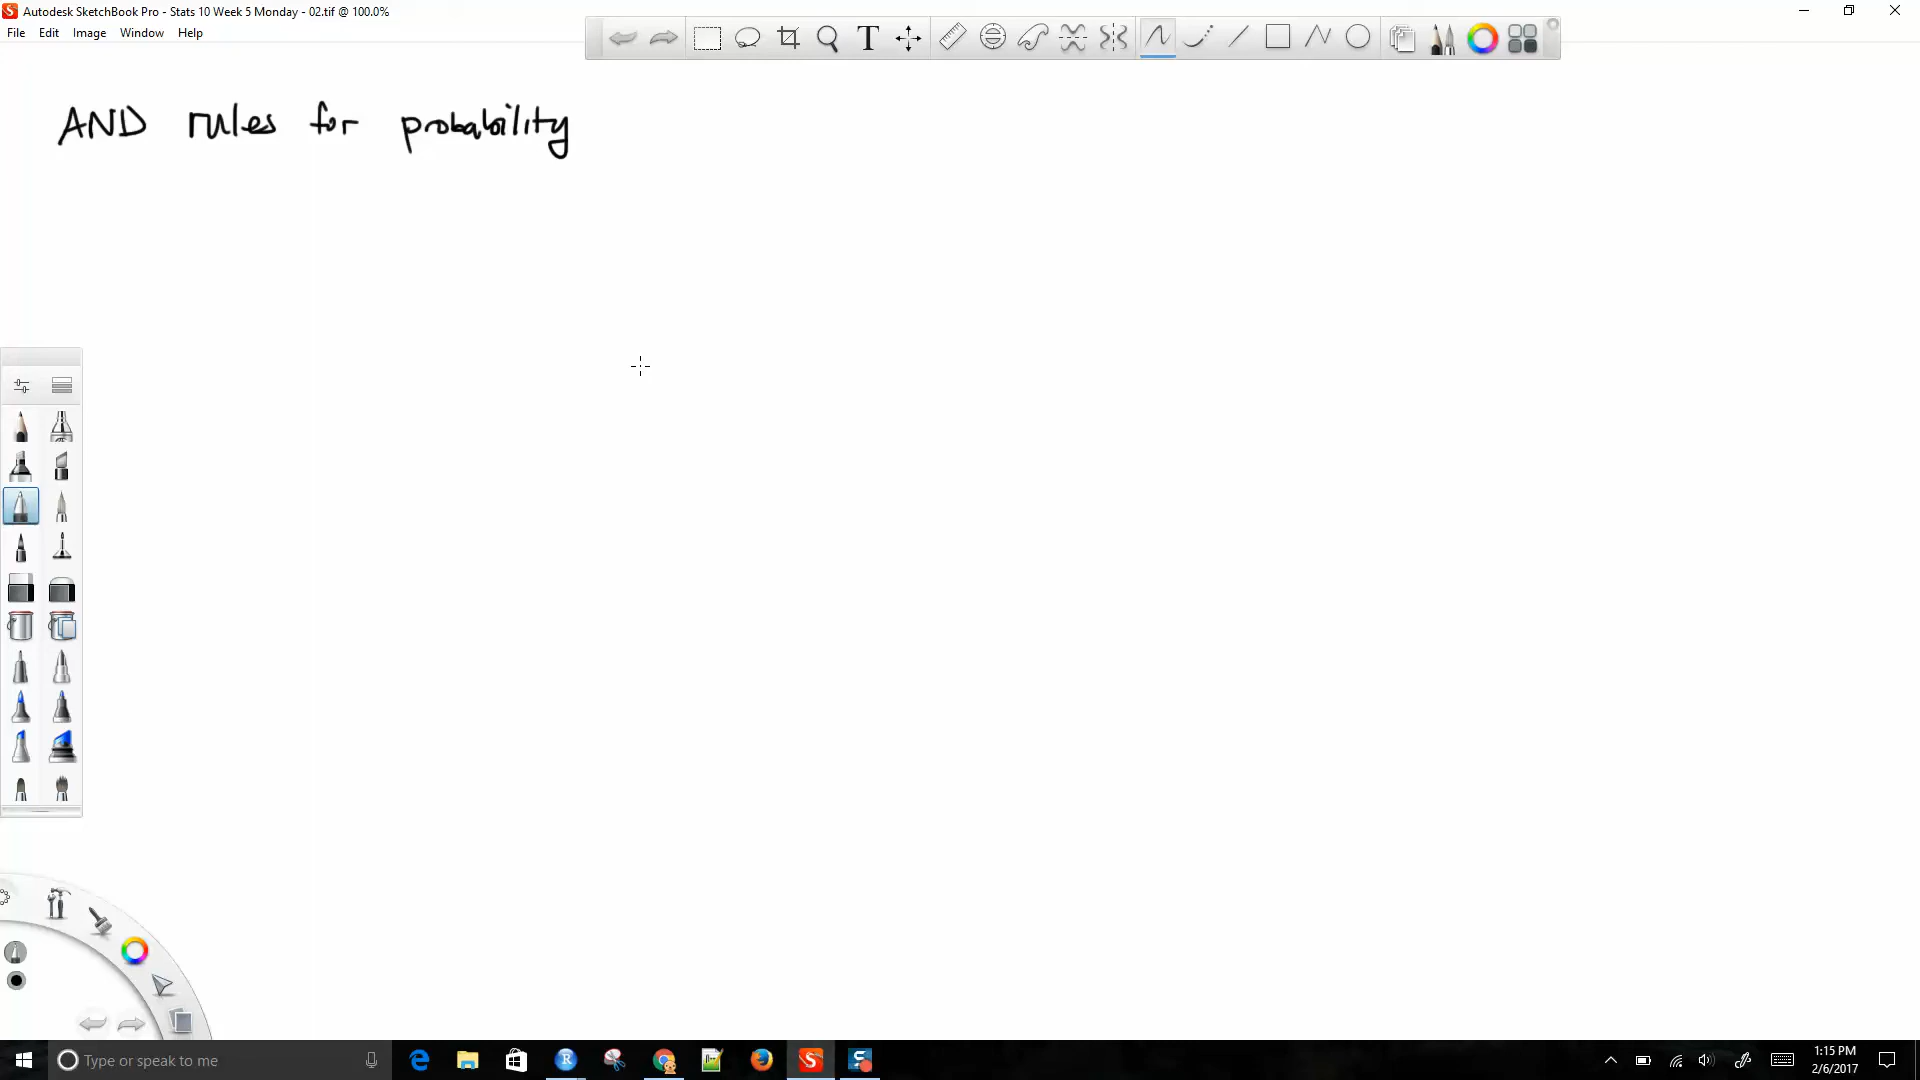 Autodesk SketchBook Pro - Stats 10 Week 5 Monday - 02.tif @ 100.0%
File Edit Image Window Help
AND rules for probability
Type or speak to me
1:15 PM
2/6/2017